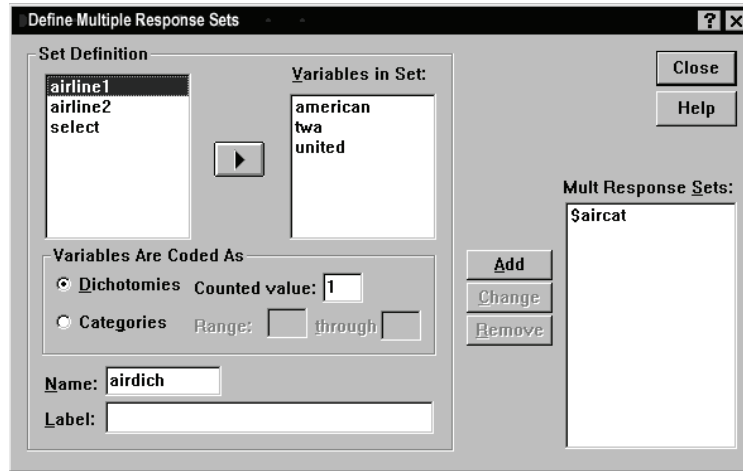 Define Multiple Response Sets
Set Definition
airline1
airline2
select
Variables in Set:
american
twa
united
Close
Help
Mult Response Sets:
$aircat
Variables Are Coded As
Dichotomies Counted value: 1
Categories Range: through
Add
Change
Remove
Name: airdich
Label: